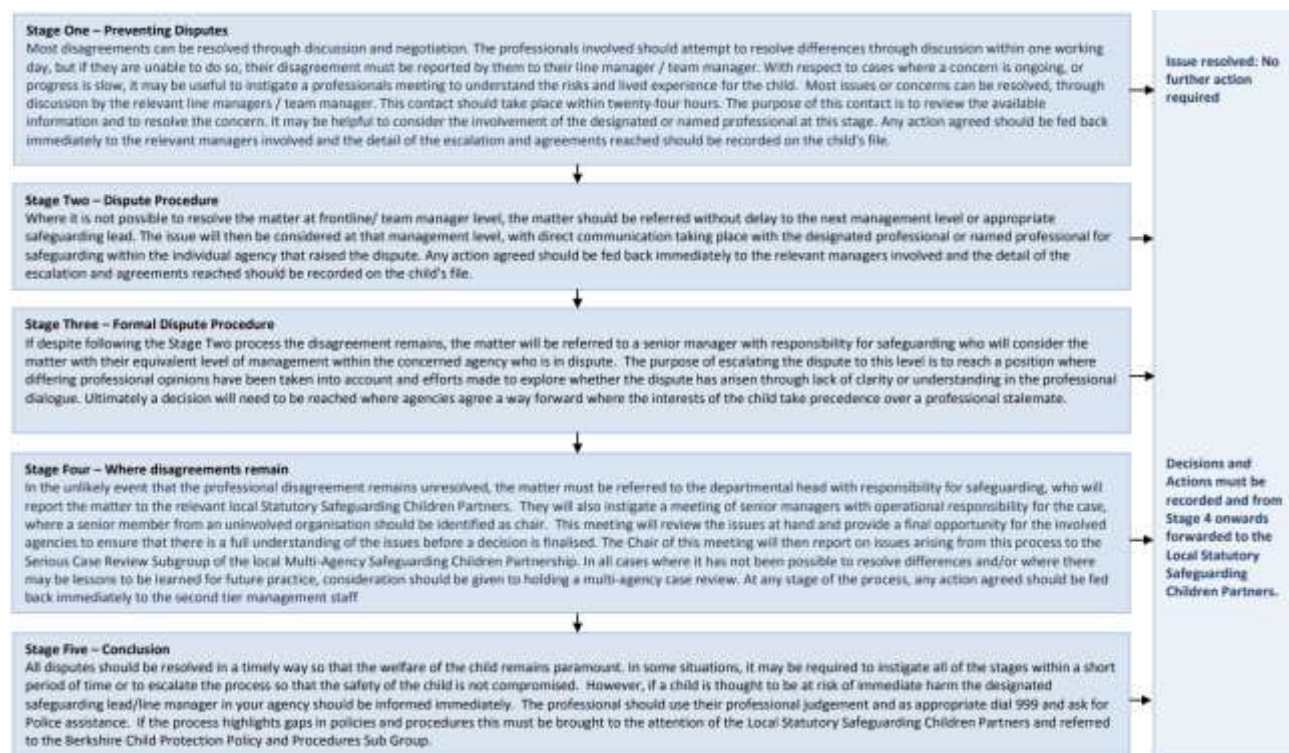 Stage One – Preventing Disputes
Most disagreements can be resolved through discussion and negotiation. The professionals involved should attempt to resolve differences through discussion within one working
day, but if they are unable to do so, their disagreement must be reported by them to their line manager / team manager. With respect to cases where a concern is ongoing, or
progress is slow, it may be useful to instigate a professionals meeting to understand the risks and lived experience for the child. Most issues or concerns can be resolved, through
discussion by the relevant line managers / team manager. This contact should take place within twenty-four hours. The purpose of this contact is to review the available
information and to resolve the concern. It may be helpful to consider the involvement of the designated or named professional at this stage. Any action agreed should be fed back
immediately to the relevant managers involved and the detail of the escalation and agreements reached should be recorded on the child's file.
Issue resolved: No
further action
required
Stage Two – Dispute Procedure
Where it is not possible to resolve the matter at frontline/ team manager level, the matter should be referred without delay to the next management level or appropriate
safeguarding lead. The issue will then be considered at that management level, with direct communication taking place with the designated professional or named professional for
safeguarding within the individual agency that raised the dispute. Any action agreed should be fed back immediately to the relevant managers involved and the detail of the
escalation and agreements reached should be recorded on the child's file.
Stage Three – Formal Dispute Procedure
If despite following the Stage Two process the disagreement remains, the matter will be referred to a senior manager with responsibility for safeguarding who will consider the
matter with their equivalent level of management within the concerned agency who is in dispute. The purpose of escalating the dispute to this level is to reach a position where
differing professional opinions have been taken into account and efforts made to explore whether the dispute has arisen through lack of clarity or understanding in the professional
dialogue. Ultimately a decision will need to be reached where agencies agree a way forward where the interests of the child take precedence over a professional stalemate.
Stage Four – Where disagreements remain
In the unlikely event that the professional disagreement remains unresolved, the matter must be referred to the departmental head with responsibility for safeguarding, who will
report the matter to the relevant local Statutory Safeguarding Children Partners. They will also instigate a meeting of senior managers with operational responsibility for the case,
where a senior member from an uninvolved organisation should be identified as chair. This meeting will review the issues at hand and provide a final opportunity for the involved
agencies to ensure that there is a full understanding of the issues before a decision is finalised. The Chair of this meeting will then report on issues arising from this process to the
Serious Case Review Subgroup of the local Multi-Agency Safeguarding Children Partnership. In all cases where it has not been possible to resolve differences and/or where there
may be lessons to be learned for future practice, consideration should be given to holding a multi-agency case review. At any stage of the process, any action agreed should be fed
back immediately to the second tier management staff
Decisions and
Actions must be
recorded and from
Stage 4 onwards
forwarded to the
Local Statutory
Safeguarding
Children Partners.
Stage Five – Conclusion
All disputes should be resolved in a timely way so that the welfare of the child remains paramount. In some situations, it may be required to instigate all of the stages within a short
period of time or to escalate the process so that the safety of the child is not compromised. However, if a child is thought to be at risk of immediate harm the designated
safeguarding lead/line manager in your agency should be informed immediately. The professional should use their professional judgement and as appropriate dial 999 and ask for
Police assistance. If the process highlights gaps in policies and procedures this must be brought to the attention of the Local Statutory Safeguarding Children Partners and referred
to the Berkshire Child Protection Policy and Procedures Sub Group.